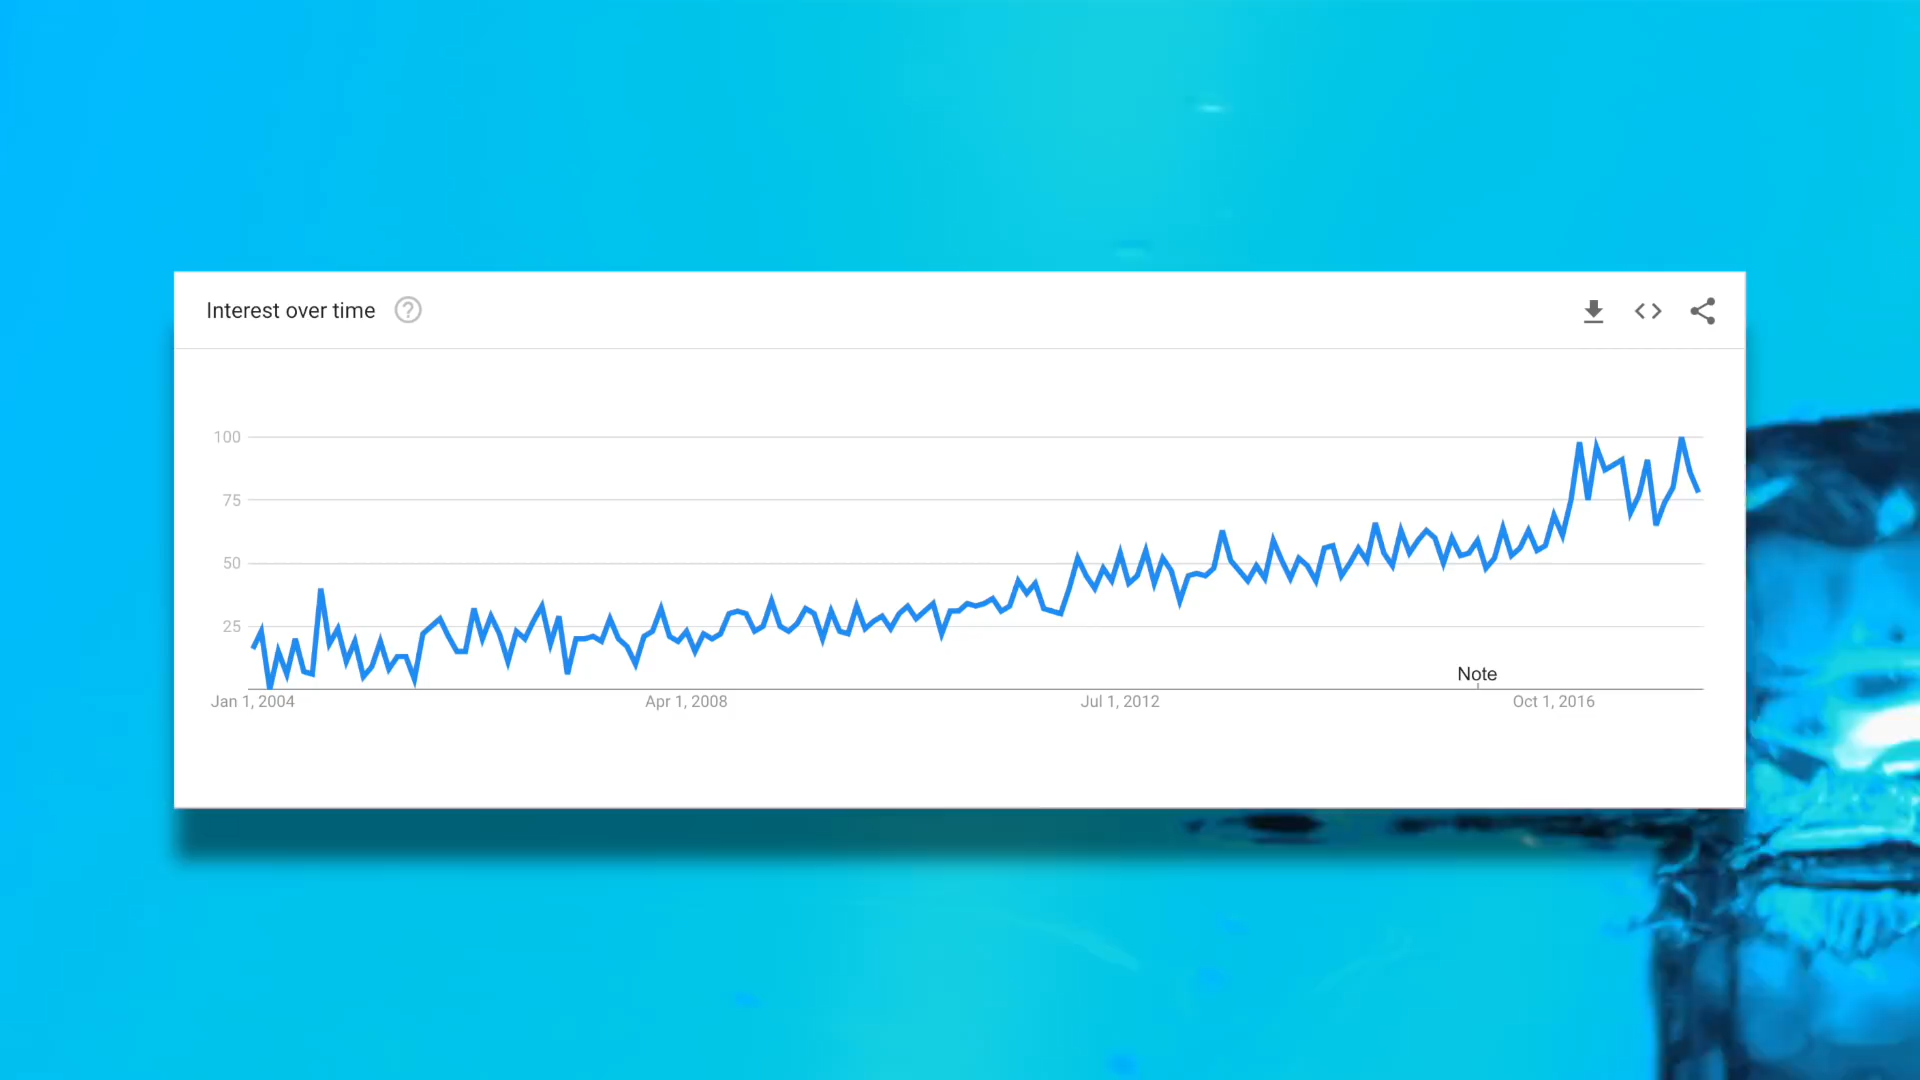 Interest over time ?
100
75
50
25
Note
Jan 1, 2004 Apr 1, 2008 Jul 1, 2012 Oct 1, 2016